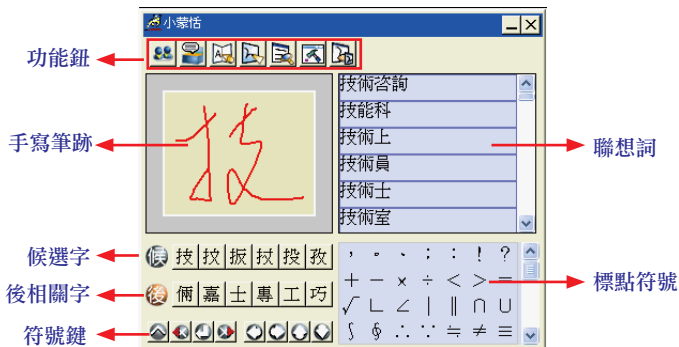 小蒙恬
功能鈕
手寫筆跡
技
技術咨詢
技能科
技術上
技術員
技術士
技術室
聯想詞
候選字
候 技 抆 扳 扠 投 孜
後相關字
後 倆 嘉 士 專 工 巧
符號鍵
， 。 、 ； ： ！ ？
＋ － × ÷ ＜ ＞ ＝
√ ∟ ∠ ∣ ∥ ∩ ∪
∫ ∮ ∴ ∵ ≒ ≠ ≡
標點符號